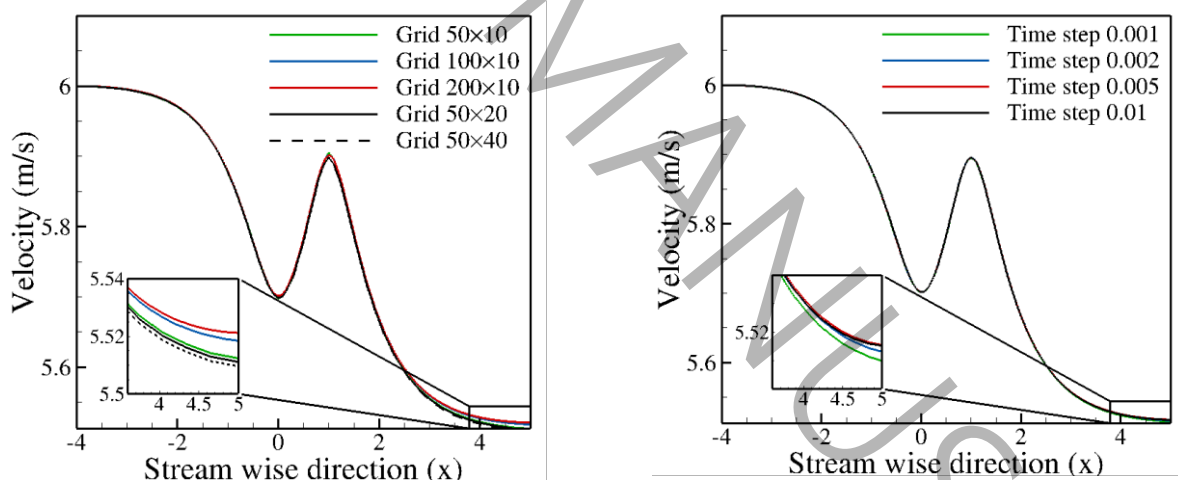 Grid 50×10
Grid 100×10
Grid 200×10
Grid 50×20
Grid 50×40
Velocity (m/s)
6
5.8
5.6
5.54
5.52
5.5
4 4.5 5
-4 -2 0 2 4
Stream wise direction (x)
Time step 0.001
Time step 0.002
Time step 0.005
Time step 0.01
Velocity (m/s)
6
5.8
5.6
5.52
4 4.5 5
-4 -2 0 2 4
Stream wise direction (x)
MANUSC